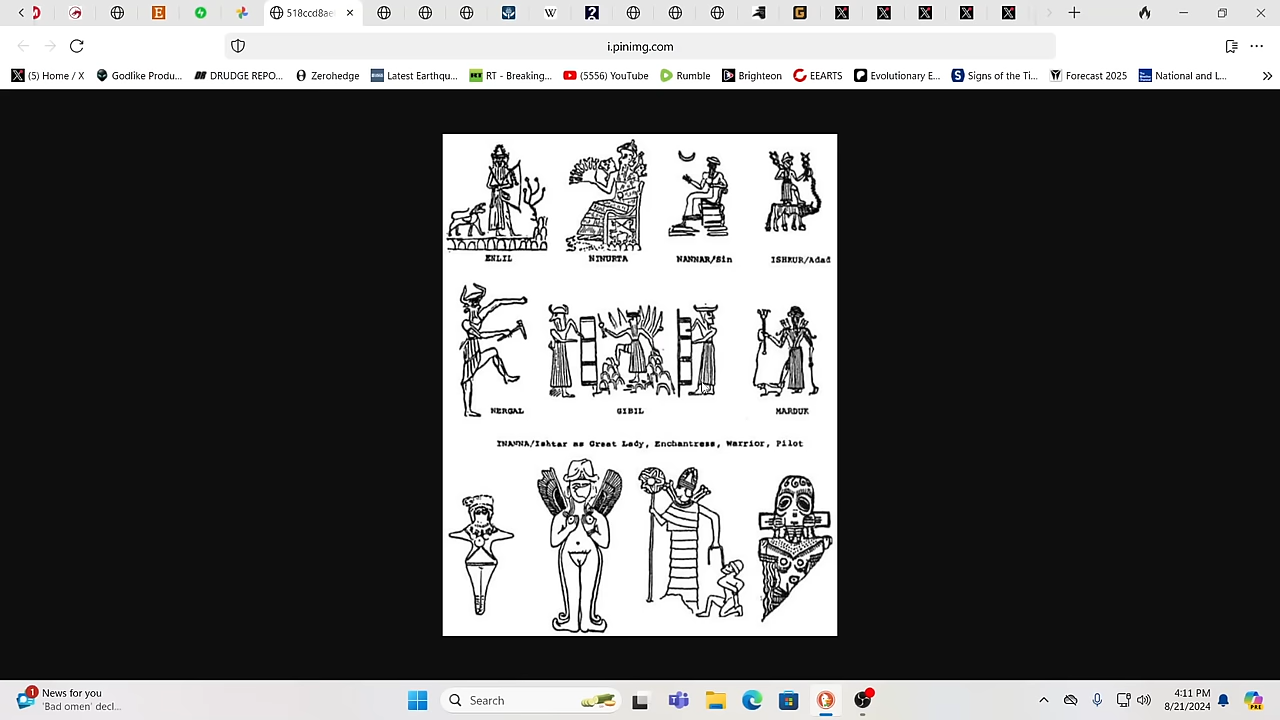 518ccd8ae
i.pinimg.com
(5) Home / X
Godlike Produ...
DRUDGE REPO...
Zerohedge
Latest Earthqu...
RT - Breaking...
(5556) YouTube
Rumble
Brighteon
EEARTS
Evolutionary E...
Signs of the Ti...
Forecast 2025
National and L...
ENLIL
NINURTA
NANNAR/Sin
ISHKUR/Adad
NERGAL
GIBIL
MARDUK
INANNA/Ishtar as Great Lady, Enchantress, Warrior, Pilot
1
News for you
'Bad omen' decl...
Search
4:11 PM
8/21/2024
PRE